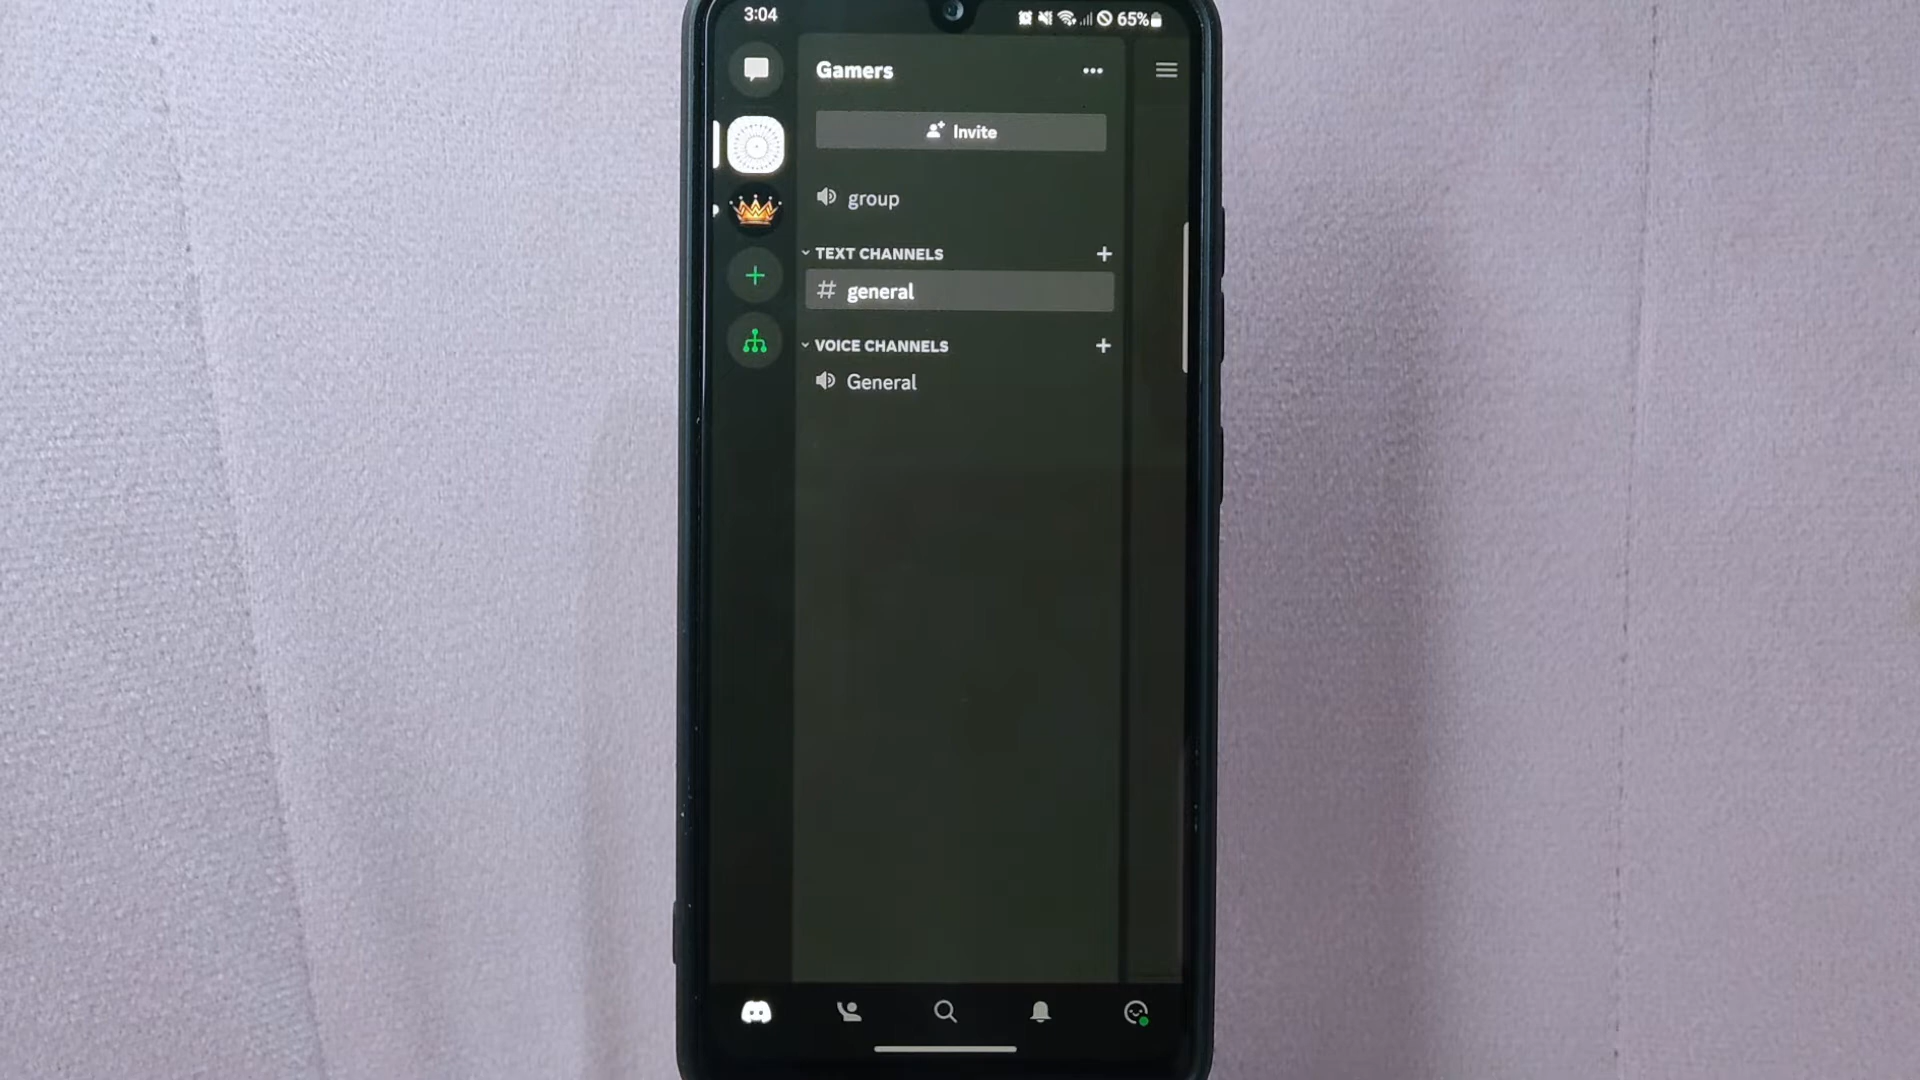 3:04
65%
Gamers
Invite
group
TEXT CHANNELS
general
VOICE CHANNELS
General